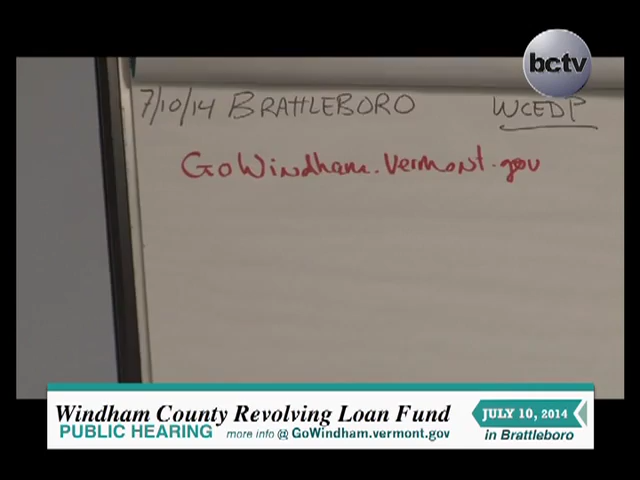 bctv
7/10/14 BRATTLEBORO WCEDP
GoWindham.Vermont.gov
Windham County Revolving Loan Fund
PUBLIC HEARING more info @ GoWindham.vermont.gov
JULY 10, 2014
in Brattleboro